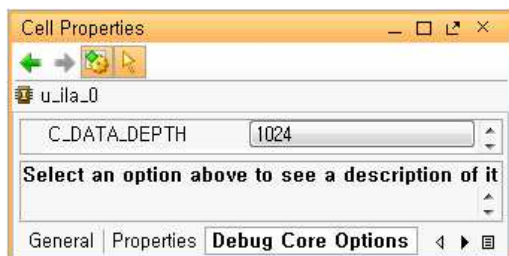 Cell Properties
u_ila_0
C_DATA_DEPTH 1024
Select an option above to see a description of it
General Properties Debug Core Options